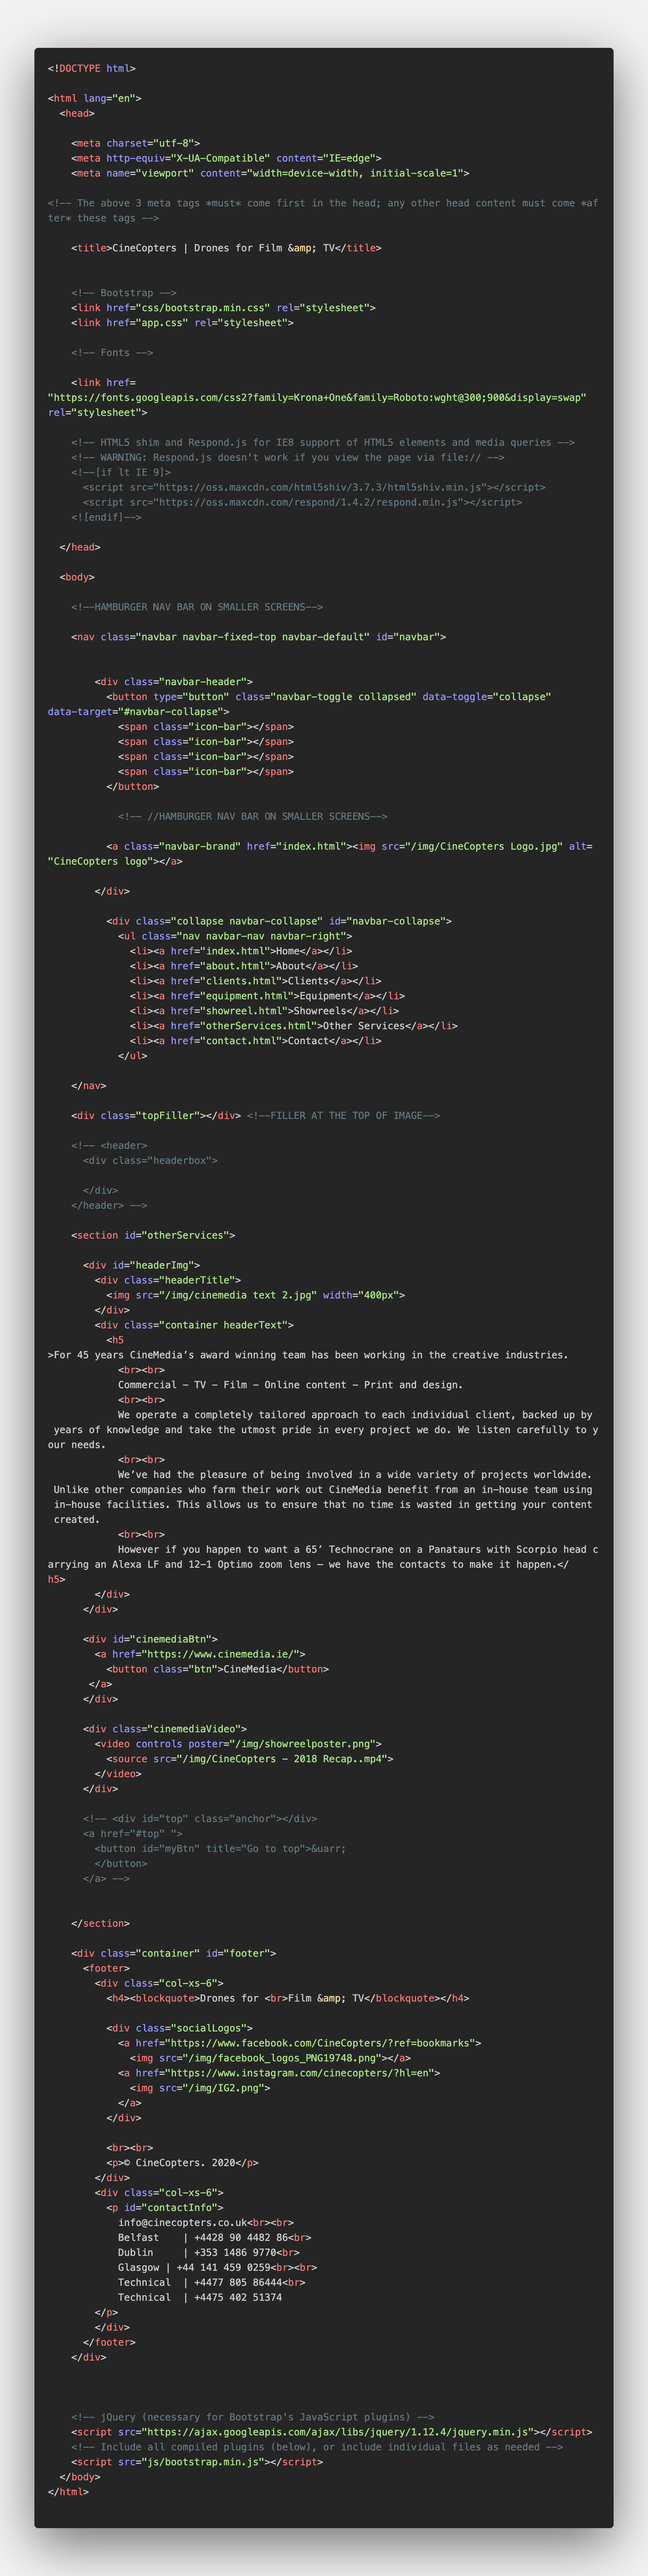 <!DOCTYPE html>
<html lang="en">
<head>
<meta charset="utf-8">
<meta http-equiv="X-UA-Compatible" content="IE=edge">
<meta name="viewport" content="width=device-width, initial-scale=1">
<!-- The above 3 meta tags *must* come first in the head; any other head content must come *af
ter* these tags -->
<title>CineCopters | Drones for Film &amp; TV</title>
<!-- Bootstrap -->
<link href="css/bootstrap.min.css" rel="stylesheet">
<link href="app.css" rel="stylesheet">
<!-- Fonts -->
<link href=
"https://fonts.googleapis.com/css2?family=Krona+One&family=Roboto:wght@300;900&display=swap"
rel="stylesheet">
<!-- HTML5 shim and Respond.js for IE8 support of HTML5 elements and media queries -->
<!-- WARNING: Respond.js doesn't work if you view the page via file:// -->
<!--[if lt IE 9]>
<script src="https://oss.maxcdn.com/html5shiv/3.7.3/html5shiv.min.js"></script>
<script src="https://oss.maxcdn.com/respond/1.4.2/respond.min.js"></script>
<![endif]-->
</head>
<body>
<!--HAMBURGER NAV BAR ON SMALLER SCREENS-->
<nav class="navbar navbar-fixed-top navbar-default" id="navbar">
<div class="navbar-header">
<button type="button" class="navbar-toggle collapsed" data-toggle="collapse"
data-target="#navbar-collapse">
<span class="icon-bar"></span>
<span class="icon-bar"></span>
<span class="icon-bar"></span>
<span class="icon-bar"></span>
</button>
<!-- //HAMBURGER NAV BAR ON SMALLER SCREENS-->
<a class="navbar-brand" href="index.html"><img src="/img/CineCopters Logo.jpg" alt=
"CineCopters logo"></a>
</div>
<div class="collapse navbar-collapse" id="navbar-collapse">
<ul class="nav navbar-nav navbar-right">
<li><a href="index.html">Home</a></li>
<li><a href="about.html">About</a></li>
<li><a href="clients.html">Clients</a></li>
<li><a href="equipment.html">Equipment</a></li>
<li><a href="showreel.html">Showreels</a></li>
<li><a href="otherServices.html">Other Services</a></li>
<li><a href="contact.html">Contact</a></li>
</ul>
</nav>
<div class="topFiller"></div> <!--FILLER AT THE TOP OF IMAGE-->
<!-- <header>
<div class="headerbox">
</div>
</header> -->
<section id="otherServices">
<div id="headerImg">
<div class="headerTitle">
<img src="/img/cinemedia text 2.jpg" width="400px">
</div>
<div class="container headerText">
<h5
>For 45 years CineMedia’s award winning team has been working in the creative industries.
<br><br>
Commercial – TV – Film – Online content – Print and design.
<br><br>
We operate a completely tailored approach to each individual client, backed up by
years of knowledge and take the utmost pride in every project we do. We listen carefully to y
our needs.
<br><br>
We’ve had the pleasure of being involved in a wide variety of projects worldwide.
Unlike other companies who farm their work out CineMedia benefit from an in-house team using
in-house facilities. This allows us to ensure that no time is wasted in getting your content
created.
<br><br>
However if you happen to want a 65’ Technocrane on a Panataurs with Scorpio head c
arrying an Alexa LF and 12-1 Optimo zoom lens – we have the contacts to make it happen.</
h5>
</div>
</div>
<div id="cinemediaBtn">
<a href="https://www.cinemedia.ie/">
<button class="btn">CineMedia</button>
</a>
</div>
<div class="cinemediaVideo">
<video controls poster="/img/showreelposter.png">
<source src="/img/CineCopters - 2018 Recap..mp4">
</video>
</div>
<!-- <div id="top" class="anchor"></div>
<a href="#top" ">
<button id="myBtn" title="Go to top">&uarr;
</button>
</a> -->
</section>
<div class="container" id="footer">
<footer>
<div class="col-xs-6">
<h4><blockquote>Drones for <br>Film &amp; TV</blockquote></h4>
<div class="socialLogos">
<a href="https://www.facebook.com/CineCopters/?ref=bookmarks">
<img src="/img/facebook_logos_PNG19748.png"></a>
<a href="https://www.instagram.com/cinecopters/?hl=en">
<img src="/img/IG2.png">
</a>
</div>
<br><br>
<p>© CineCopters. 2020</p>
</div>
<div class="col-xs-6">
<p id="contactInfo">
info@cinecopters.co.uk<br><br>
Belfast | +4428 90 4482 86<br>
Dublin | +353 1486 9770<br>
Glasgow | +44 141 459 0259<br><br>
Technical | +4477 805 86444<br>
Technical | +4475 402 51374
</p>
</div>
</footer>
</div>
<!-- jQuery (necessary for Bootstrap's JavaScript plugins) -->
<script src="https://ajax.googleapis.com/ajax/libs/jquery/1.12.4/jquery.min.js"></script>
<!-- Include all compiled plugins (below), or include individual files as needed -->
<script src="js/bootstrap.min.js"></script>
</body>
</html>